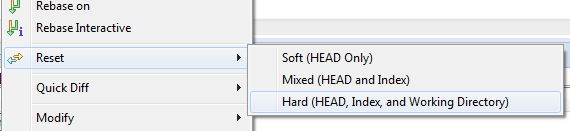 Rebase on
Rebase Interactive
Reset
Soft (HEAD Only)
Mixed (HEAD and Index)
Quick Diff
Hard (HEAD, Index, and Working Directory)
Modify